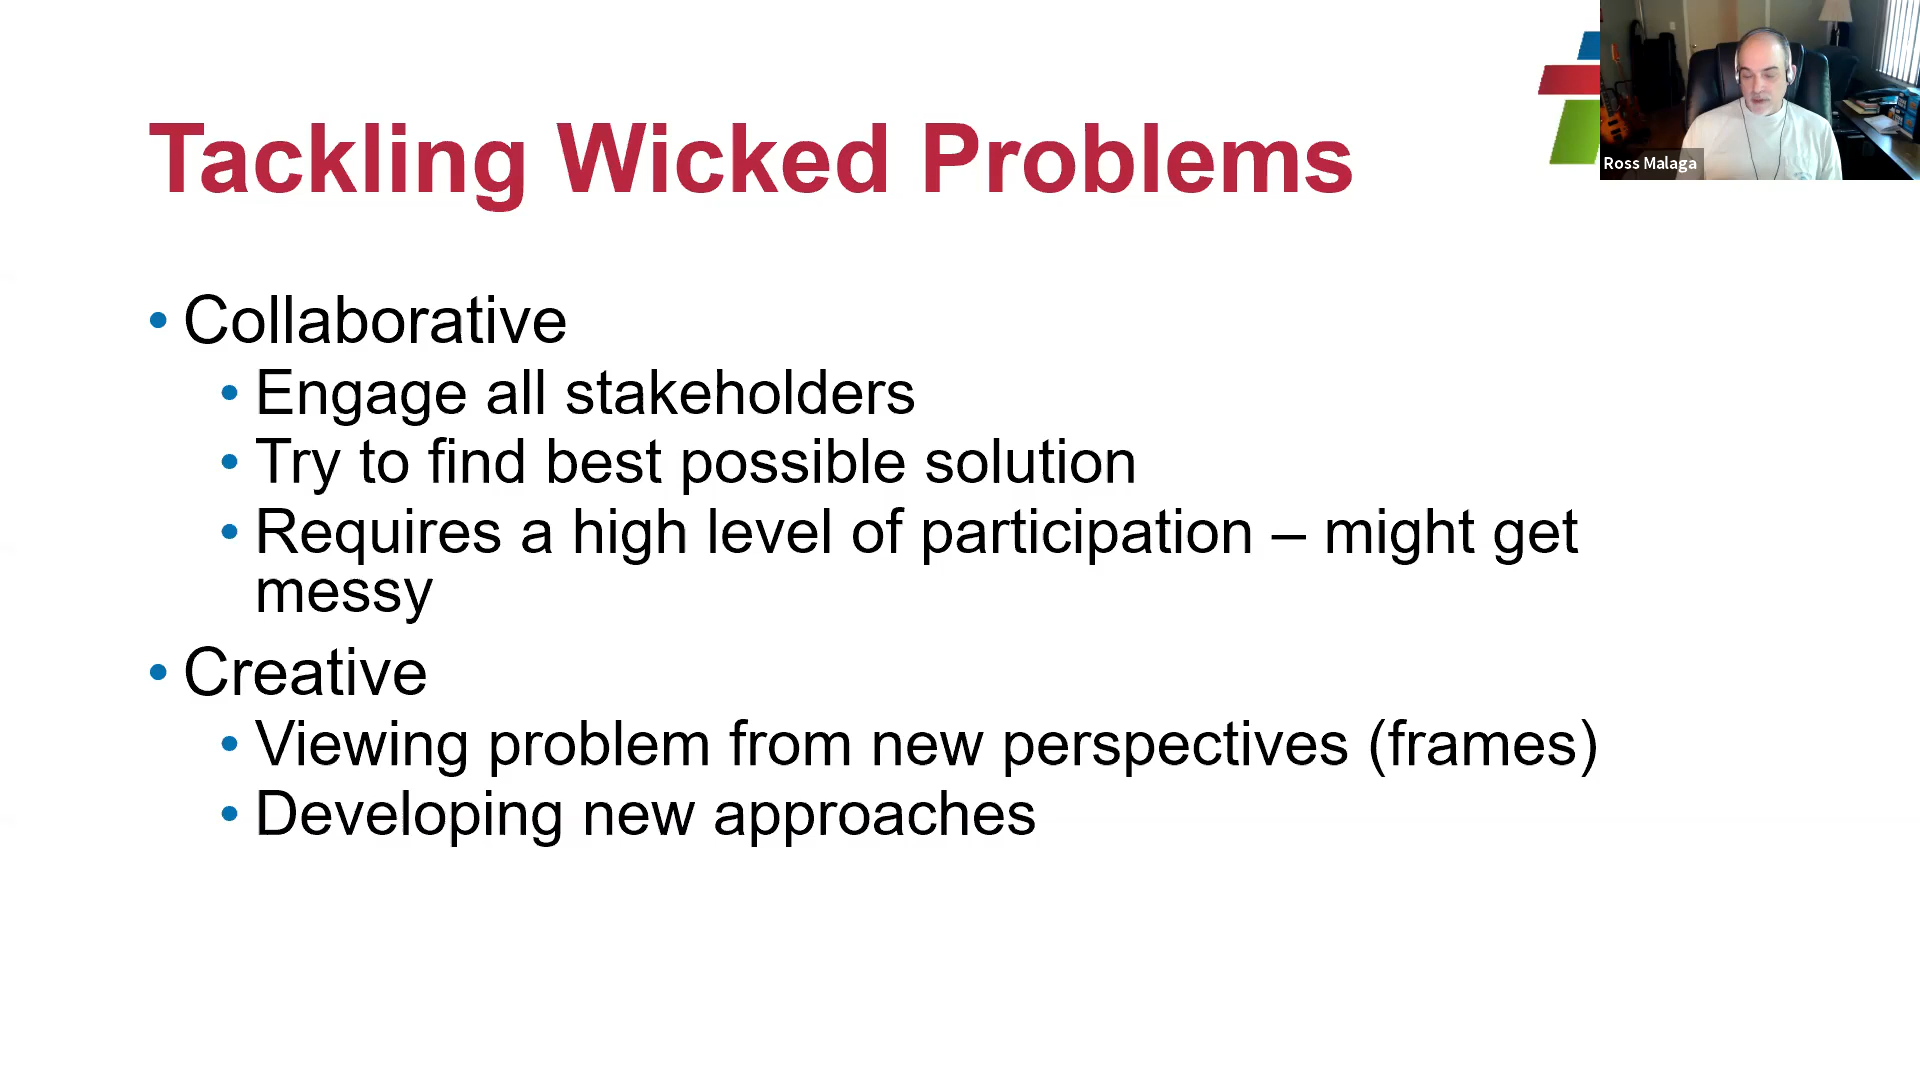 Tackling Wicked Problems
Ross Malaga
• Collaborative
• Engage all stakeholders
• Try to find best possible solution
• Requires a high level of participation – might get
messy
• Creative
• Viewing problem from new perspectives (frames)
• Developing new approaches